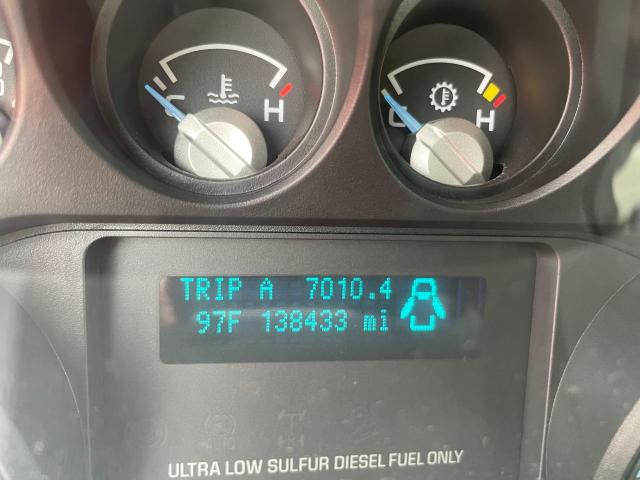 C H C H
TRIP A 7010.4
97F 138433 mi
ULTRA LOW SULFUR DIESEL FUEL ONLY